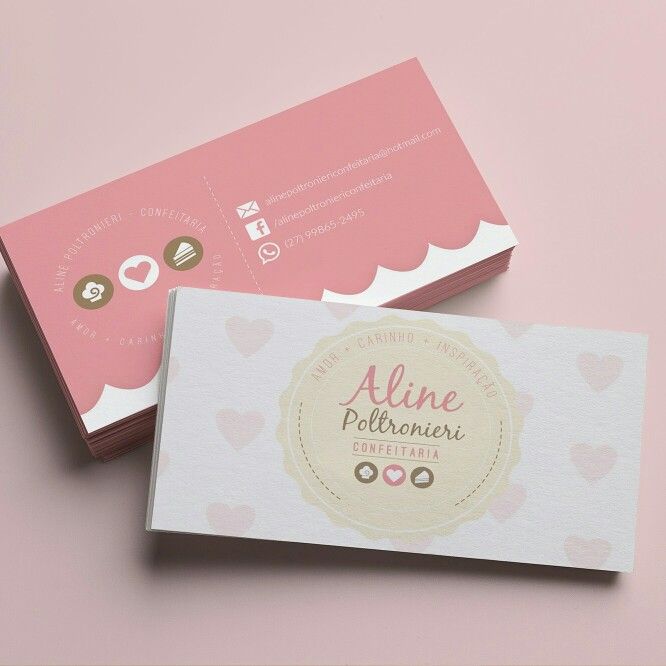 ALINE POLTRONIERI - CONFEITARIA
AMOR + CARINHO + INSPIRAÇÃO
alinepoltroniericonfeitaria@hotmail.com
/alinepoltroniericonfeitaria
(27) 99865-2495
AMOR + CARINHO + INSPIRAÇÃO
Aline
Poltronieri
CONFEITARIA